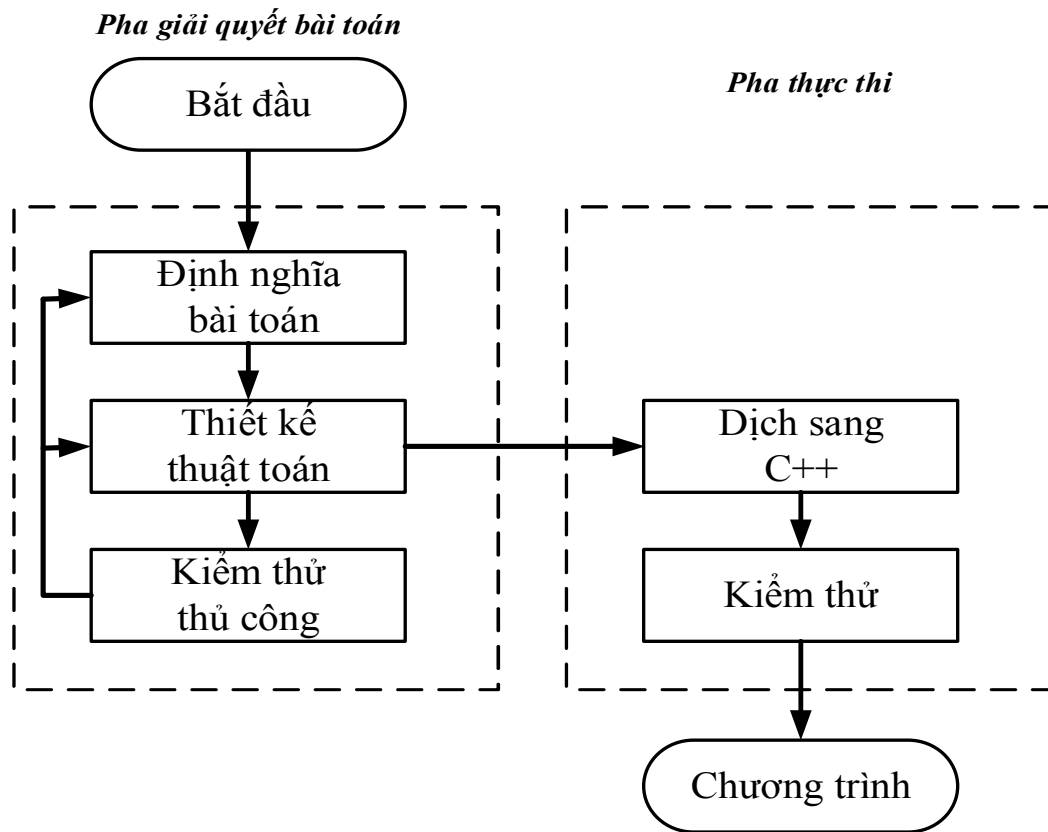 Pha giải quyết bài toán
Bắt đầu
Định nghĩa
bài toán
Thiết kế
thuật toán
Kiểm thử
thủ công
Pha thực thi
Dịch sang
C++
Kiểm thử
Chương trình